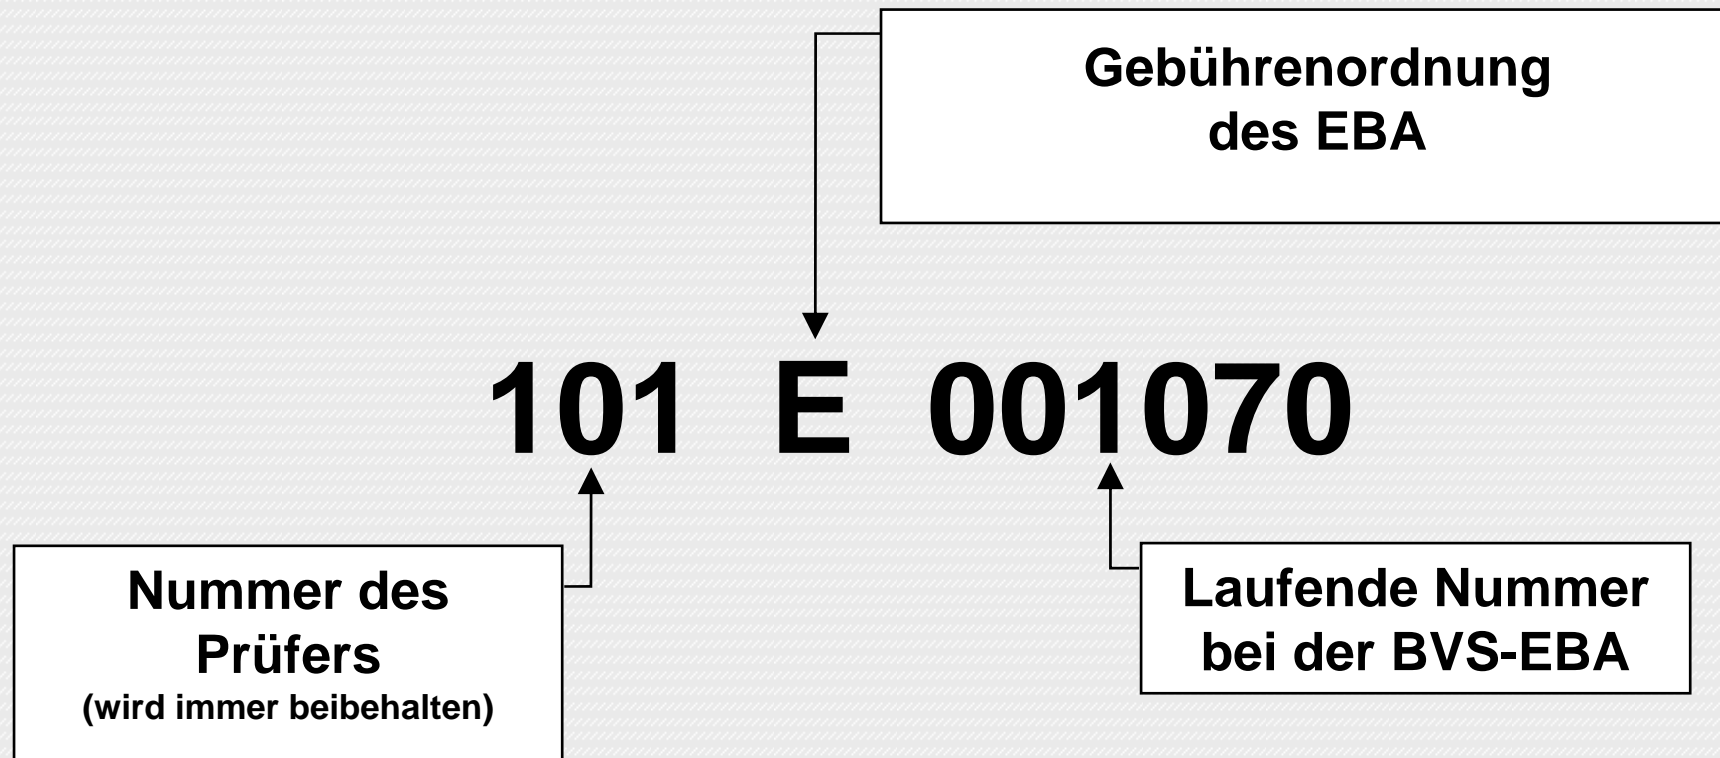 Gebührenordnung
des EBA
101 E 001070
Nummer des
Prüfers
(wird immer beibehalten)
Laufende Nummer
bei der BVS-EBA